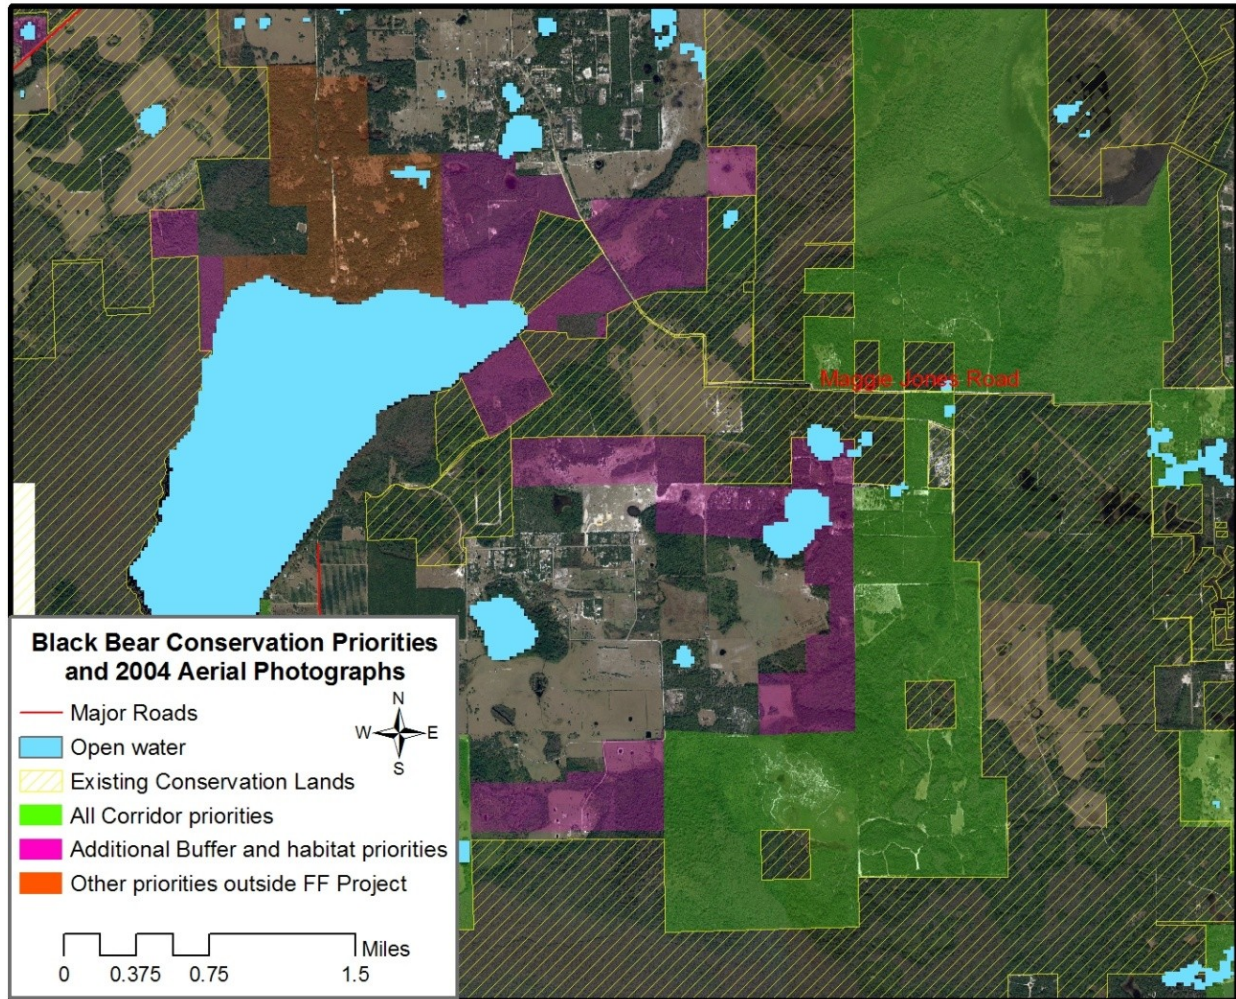 Maggie Jones Road
Black Bear Conservation Priorities
and 2004 Aerial Photographs
N
W E
S
Major Roads
Open water
Existing Conservation Lands
All Corridor priorities
Additional Buffer and habitat priorities
Other priorities outside FF Project
Miles
0 0.375 0.75 1.5